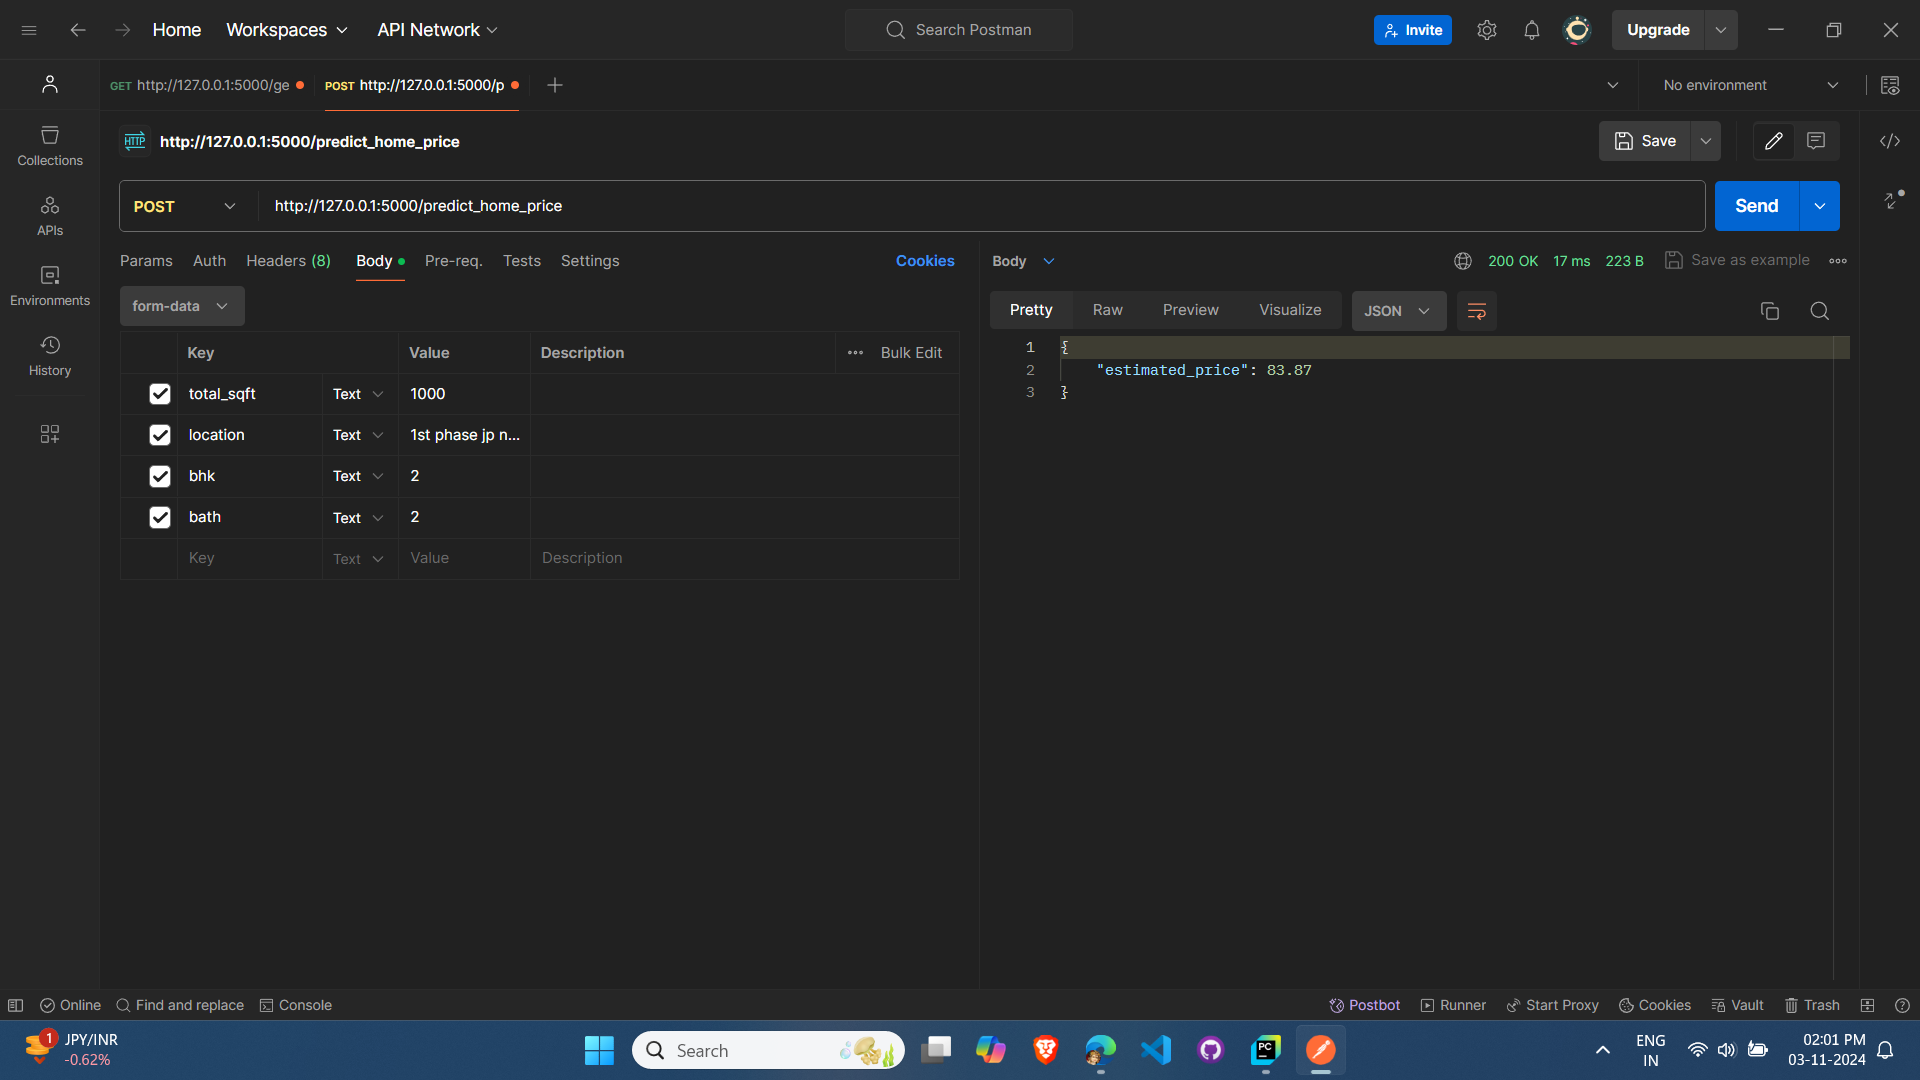 Home
Workspaces
API Network
Search Postman
Invite
Upgrade
GET http://127.0.0.1:5000/ge
POST http://127.0.0.1:5000/p
No environment
Collections
APIs
Environments
History
HTTP http://127.0.0.1:5000/predict_home_price
Save
POST http://127.0.0.1:5000/predict_home_price
Send
Params Auth Headers (8) Body Pre-req. Tests Settings Cookies
form-data
Key Value Description ••• Bulk Edit
total_sqft Text 1000
location Text 1st phase jp n...
bhk Text 2
bath Text 2
Key Text Value Description
Body 200 OK 17 ms 223 B Save as example
Pretty Raw Preview Visualize JSON
1 {
2 "estimated_price": 83.87
3 }
Online Find and replace Console
Postbot Runner Start Proxy Cookies Vault Trash
1
JPY/INR
-0.62%
Search
PC
ENG
IN
02:01 PM
03-11-2024